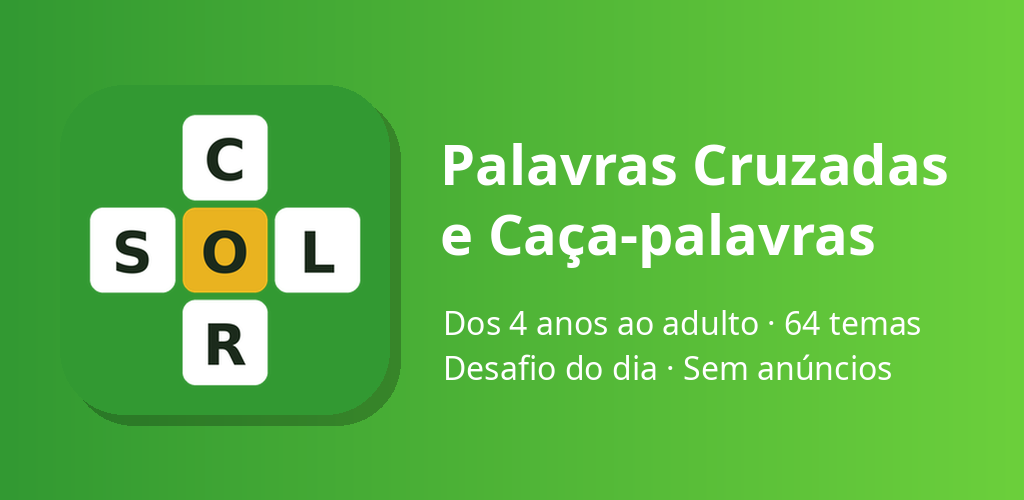 C
S O L
R
Palavras Cruzadas
e Caça-palavras
Dos 4 anos ao adulto · 64 temas
Desafio do dia · Sem anúncios